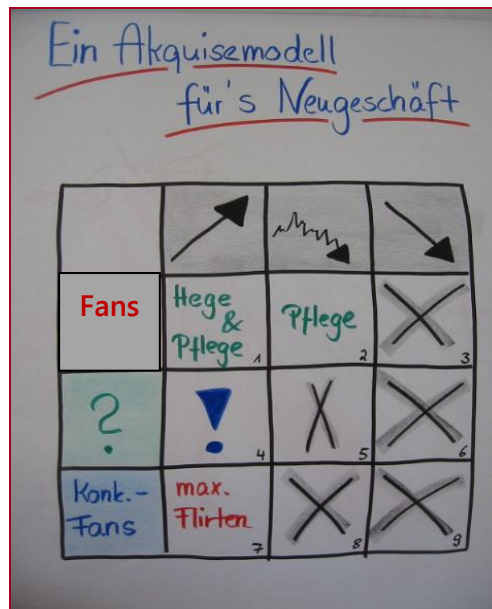 Ein Akquisemodell
für's Neugeschäft
Fans
Hege
&
Pflege
1
Pflege
2
3
?
!
4
5
6
Konk.-
Fans
max.
Flirten
7
8
9